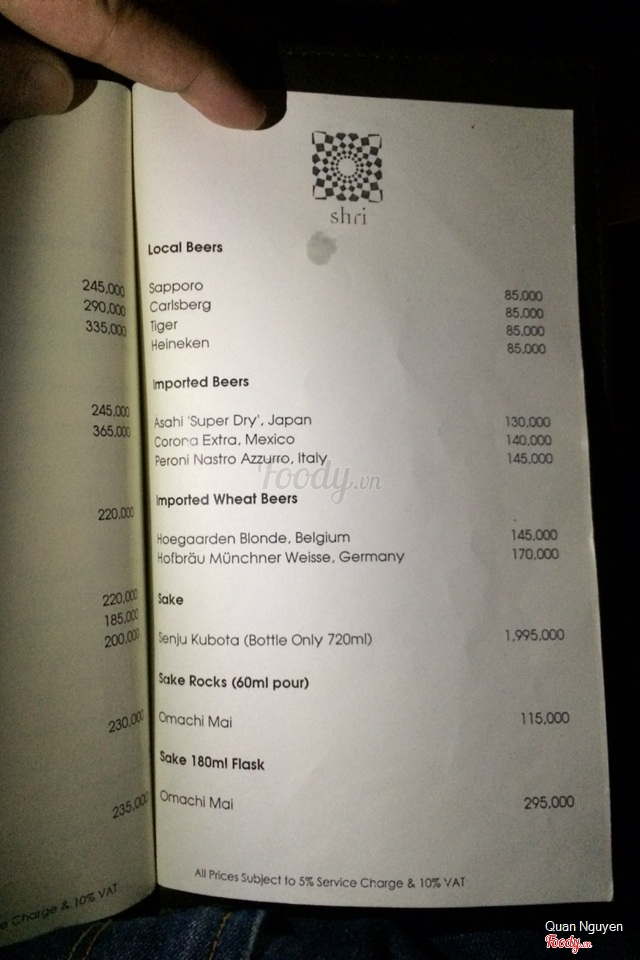 245,000
290,000
335,000
245,000
365,000
220,000
220,000
185,000
200,000
230,000
235,000
e Charge & 10% VAT
shri
Local Beers
Sapporo 85,000
Carlsberg 85,000
Tiger 85,000
Heineken 85,000
Imported Beers
Asahi 'Super Dry', Japan 130,000
Corona Extra, Mexico 140,000
Peroni Nastro Azzurro, Italy 145,000
Foody.vn
Imported Wheat Beers
Hoegaarden Blonde, Belgium 145,000
Hofbräu Münchner Weisse, Germany 170,000
Sake
Senju Kubota (Bottle Only 720ml) 1,995,000
Sake Rocks (60ml pour)
Omachi Mai 115,000
Sake 180ml Flask
Omachi Mai 295,000
All Prices Subject to 5% Service Charge & 10% VAT
Quan Nguyen
Foody.vn